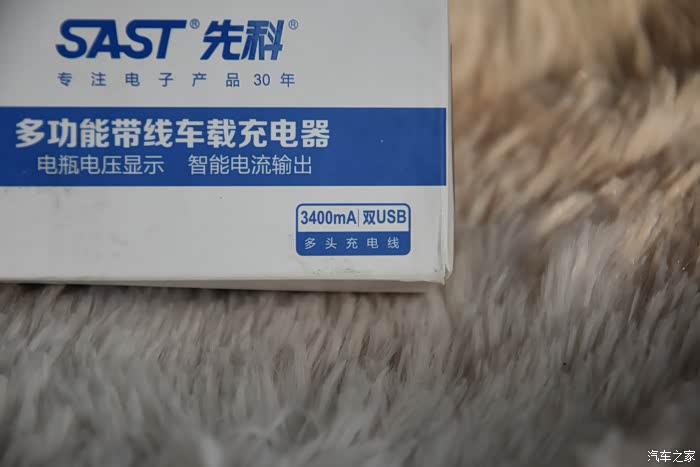 SAST® 先科®
专注电子产品30年
多功能带线车载充电器
电瓶电压显示 智能电流输出
3400mA|双USB
多头充电线
汽车之家